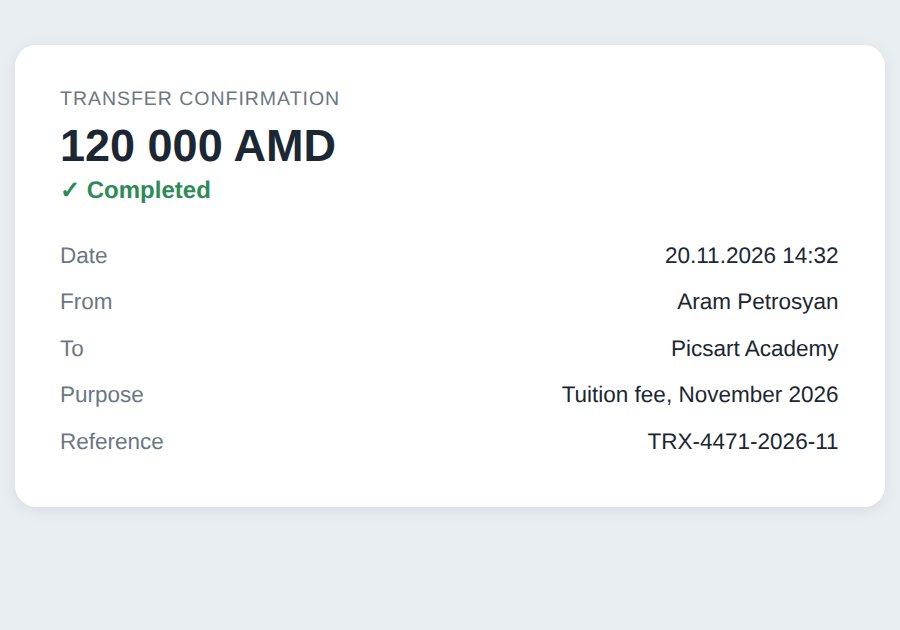 TRANSFER CONFIRMATION
120 000 AMD
✓ Completed
Date 20.11.2026 14:32
From Aram Petrosyan
To Picsart Academy
Purpose Tuition fee, November 2026
Reference TRX-4471-2026-11